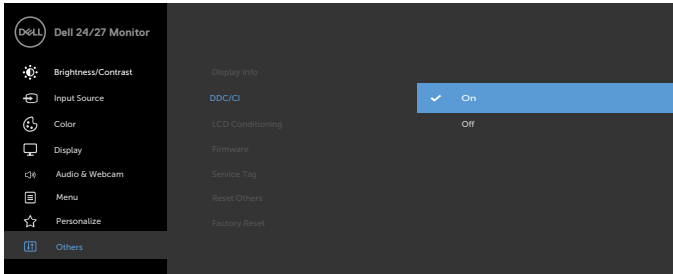 DELL Dell 24/27 Monitor
Brightness/Contrast
Input Source
Color
Display
Audio & Webcam
Menu
Personalize
Others
Display Info
DDC/CI
LCD Conditioning
Firmware
Service Tag
Reset Others
Factory Reset
On
Off